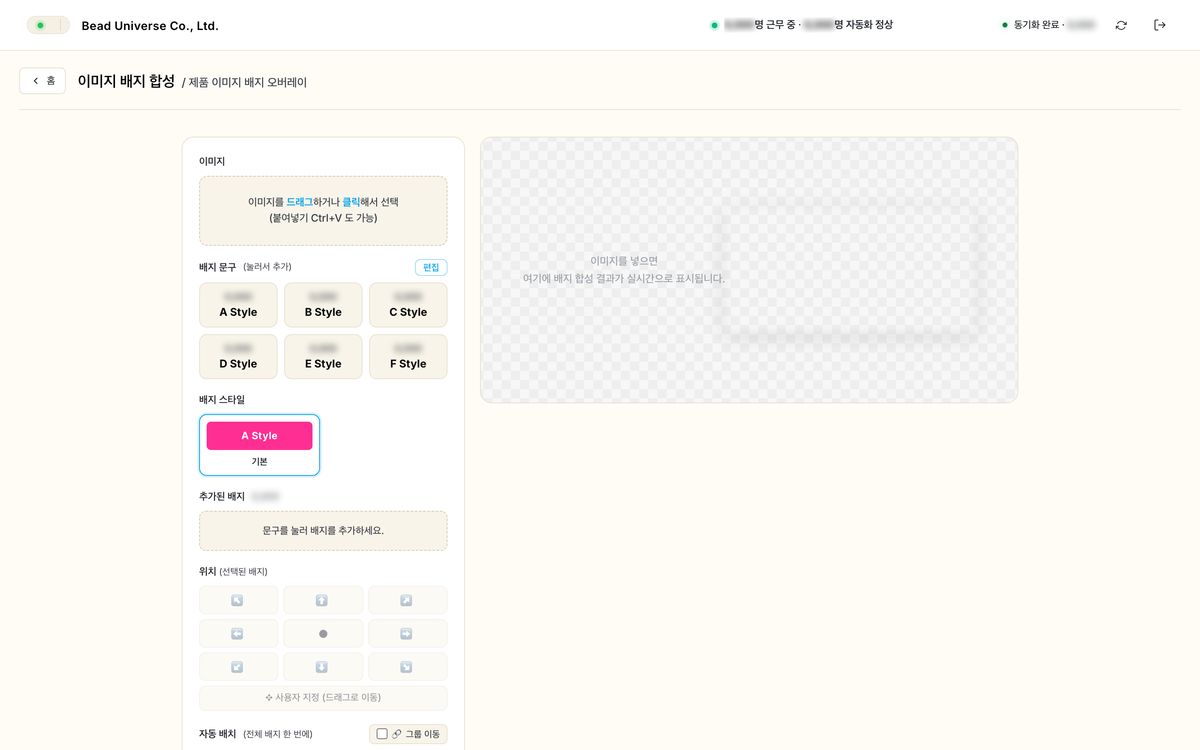 Bead Universe Co., Ltd.
명 근무 중 · 명 자동화 정상
동기화 완료 ·
홈
이미지 배지 합성 / 제품 이미지 배지 오버레이
이미지
이미지를 드래그하거나 클릭해서 선택
(붙여넣기 Ctrl+V 도 가능)
배지 문구 (눌러서 추가)
편집
A Style
B Style
C Style
D Style
E Style
F Style
배지 스타일
A Style
기본
추가된 배지
문구를 눌러 배지를 추가하세요.
위치 (선택된 배지)
사용자 지정 (드래그로 이동)
자동 배치 (전체 배지 한 번에)
그룹 이동
이미지를 넣으면
여기에 배지 합성 결과가 실시간으로 표시됩니다.